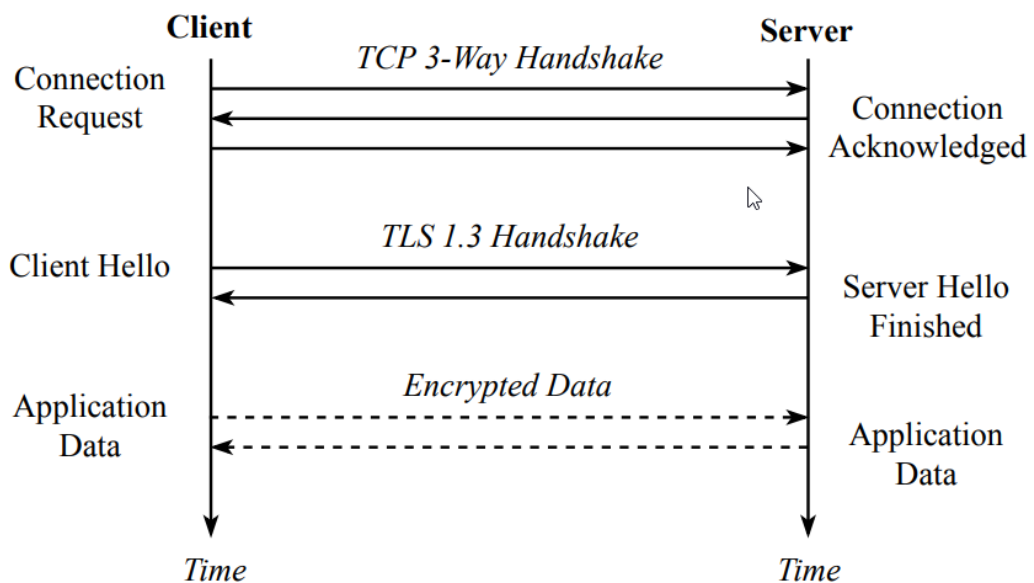 Client
Server
TCP 3-Way Handshake
Connection
Request
Connection
Acknowledged
TLS 1.3 Handshake
Client Hello
Server Hello
Finished
Encrypted Data
Application
Data
Application
Data
Time
Time